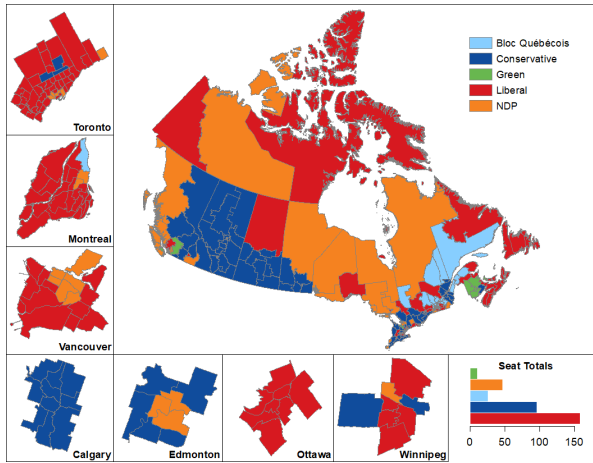 Bloc Québécois
Conservative
Green
Liberal
NDP
Toronto
Montreal
Vancouver
Calgary
Edmonton
Ottawa
Winnipeg
Seat Totals
0 50 100 150